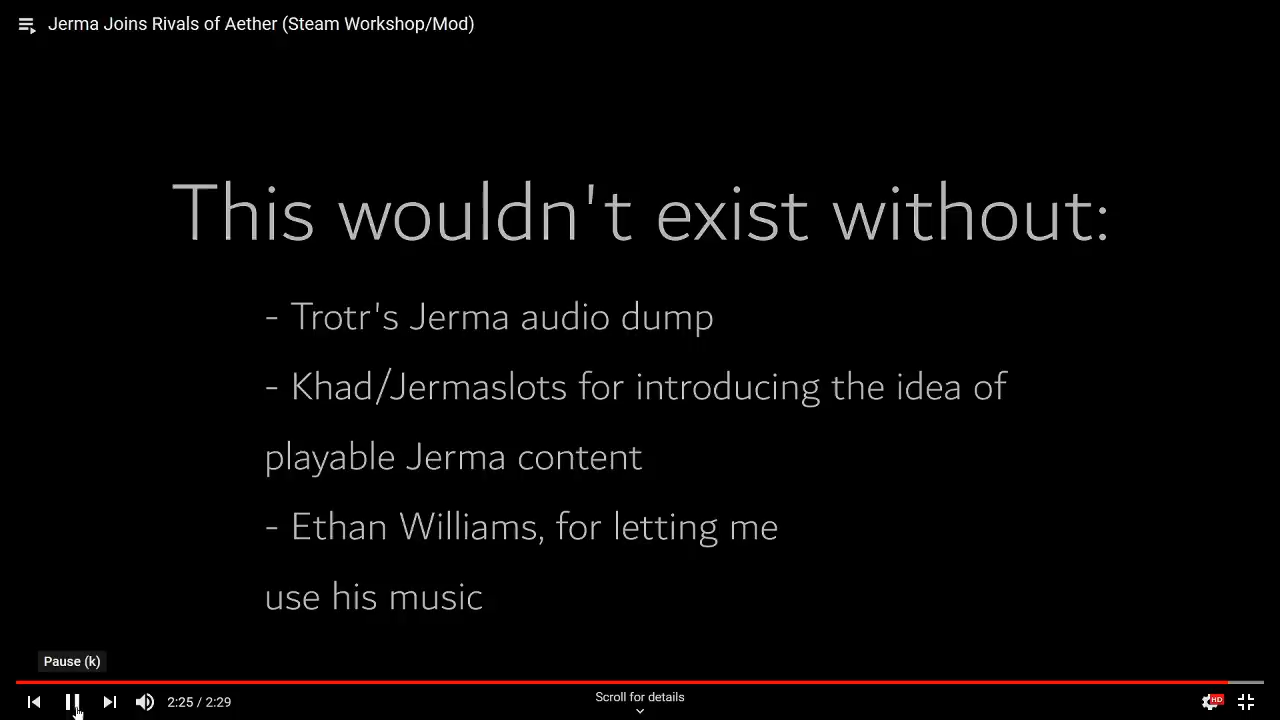 Jerma Joins Rivals of Aether (Steam Workshop/Mod)
This wouldn't exist without:
- Trotr's Jerma audio dump
- Khad/Jermaslots for introducing the idea of
playable Jerma content
- Ethan Williams, for letting me
use his music
Pause (k)
2:25 / 2:29
Scroll for details
HD